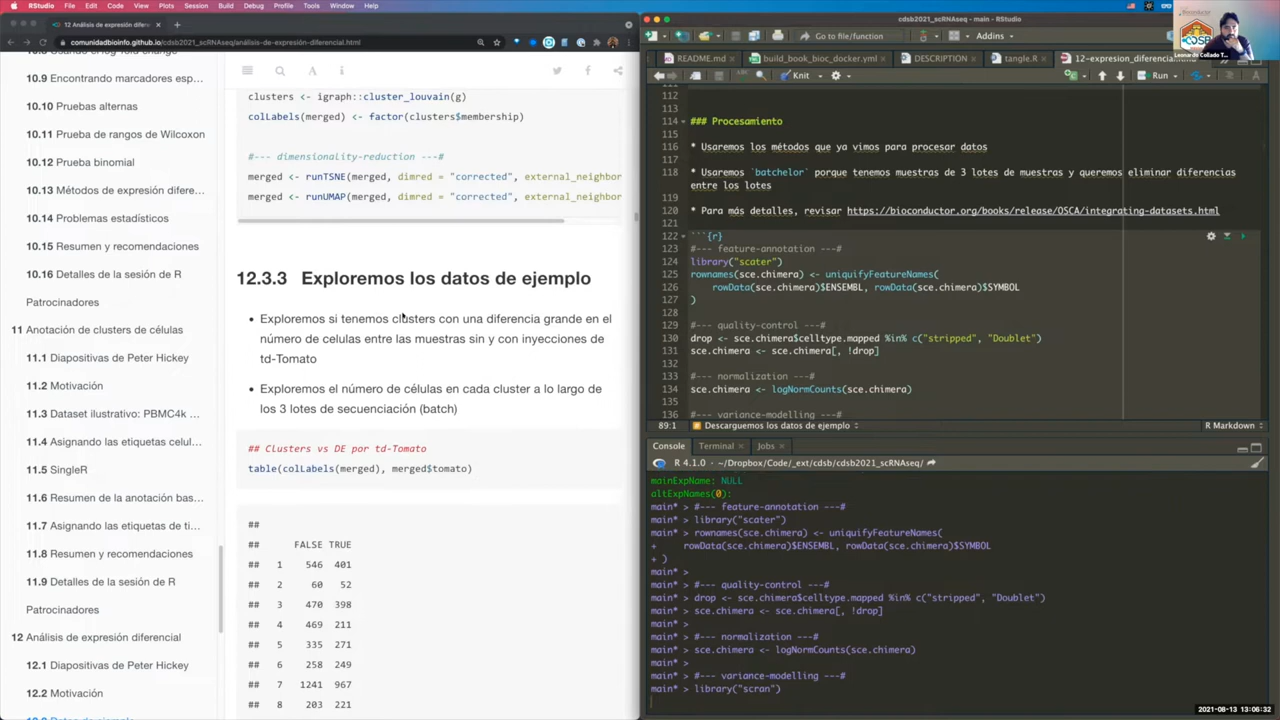 RStudio File Edit Code View Plots Session Build Debug Profile Tools Window Help
12 Análisis de expresión dife
comunidadbioinfo.github.io/cdsb2021_scRNAseq/análisis-de-expresión-diferencial.html
10.9 Encontrando marcadores esp...
10.10 Pruebas alternas
10.11 Prueba de rangos de Wilcoxon
10.12 Prueba binomial
10.13 Métodos de expresión difere...
10.14 Problemas estadísticos
10.15 Resumen y recomendaciones
10.16 Detalles de la sesión de R
Patrocinadores
11 Anotación de clusters de células
11.1 Diapositivas de Peter Hickey
11.2 Motivación
11.3 Dataset ilustrativo: PBMC4k ...
11.4 Asignando las etiquetas celul...
11.5 SingleR
11.6 Resumen de la anotación bas...
11.7 Asignando las etiquetas de ti...
11.8 Resumen y recomendaciones
11.9 Detalles de la sesión de R
Patrocinadores
12 Análisis de expresión diferencial
12.1 Diapositivas de Peter Hickey
12.2 Motivación
clusters <- igraph::cluster_louvain(g)
colLabels(merged) <- factor(clusters$membership)
#--- dimensionality-reduction ---#
merged <- runTSNE(merged, dimred = "corrected", external_neighbor
merged <- runUMAP(merged, dimred = "corrected", external_neighbor
12.3.3 Exploremos los datos de ejemplo
• Exploremos si tenemos clusters con una diferencia grande en el
número de celulas entre las muestras sin y con inyecciones de
td-Tomato
• Exploremos el número de células en cada cluster a lo largo de
los 3 lotes de secuenciación (batch)
## Clusters vs DE por td-Tomato
table(colLabels(merged), merged$tomato)
##
## FALSE TRUE
## 1 546 401
## 2 60 52
## 3 470 398
## 4 469 211
## 5 335 271
## 6 258 249
## 7 1241 967
## 8 203 221
cdsb2021_scRNAseq - main - RStudio
Go to file/function
Addins
README.md
build_book_bioc_docker.yml
DESCRIPTION
tangle.R
12-expresion_diferencial
Knit
Run
112
113
114 ### Procesamiento
115
116 * Usaremos los métodos que ya vimos para procesar datos
117
118 * Usaremos `batchelor` porque tenemos muestras de 3 lotes de muestras y queremos eliminar diferencias
entre los lotes
119
120 * Para más detalles, revisar https://bioconductor.org/books/release/OSCA/integrating-datasets.html
121
122 ```{r}
123 #--- feature-annotation ---#
124 library("scater")
125 rownames(sce.chimera) <- uniquifyFeatureNames(
126 rowData(sce.chimera)$ENSEMBL, rowData(sce.chimera)$SYMBOL
127 )
128
129 #--- quality-control ---#
130 drop <- sce.chimera$celltype.mapped %in% c("stripped", "Doublet")
131 sce.chimera <- sce.chimera[, !drop]
132
133 #--- normalization ---#
134 sce.chimera <- logNormCounts(sce.chimera)
135
136 #--- variance-modelling ---#
89:1 Descarguemos los datos de ejemplo R Markdown
Console Terminal Jobs
R 4.1.0 · ~/Dropbox/Code/_ext/cdsb/cdsb2021_scRNAseq/
mainExpName: NULL
altExpNames(0):
main* > #--- feature-annotation ---#
main* > library("scater")
main* > rownames(sce.chimera) <- uniquifyFeatureNames(
+ rowData(sce.chimera)$ENSEMBL, rowData(sce.chimera)$SYMBOL
+ )
main* >
main* > #--- quality-control ---#
main* > drop <- sce.chimera$celltype.mapped %in% c("stripped", "Doublet")
main* > sce.chimera <- sce.chimera[, !drop]
main* >
main* > #--- normalization ---#
main* > sce.chimera <- logNormCounts(sce.chimera)
main* >
main* > #--- variance-modelling ---#
main* > library("scran")
Leonardo Collado T...
2021-08-13 13:06:32